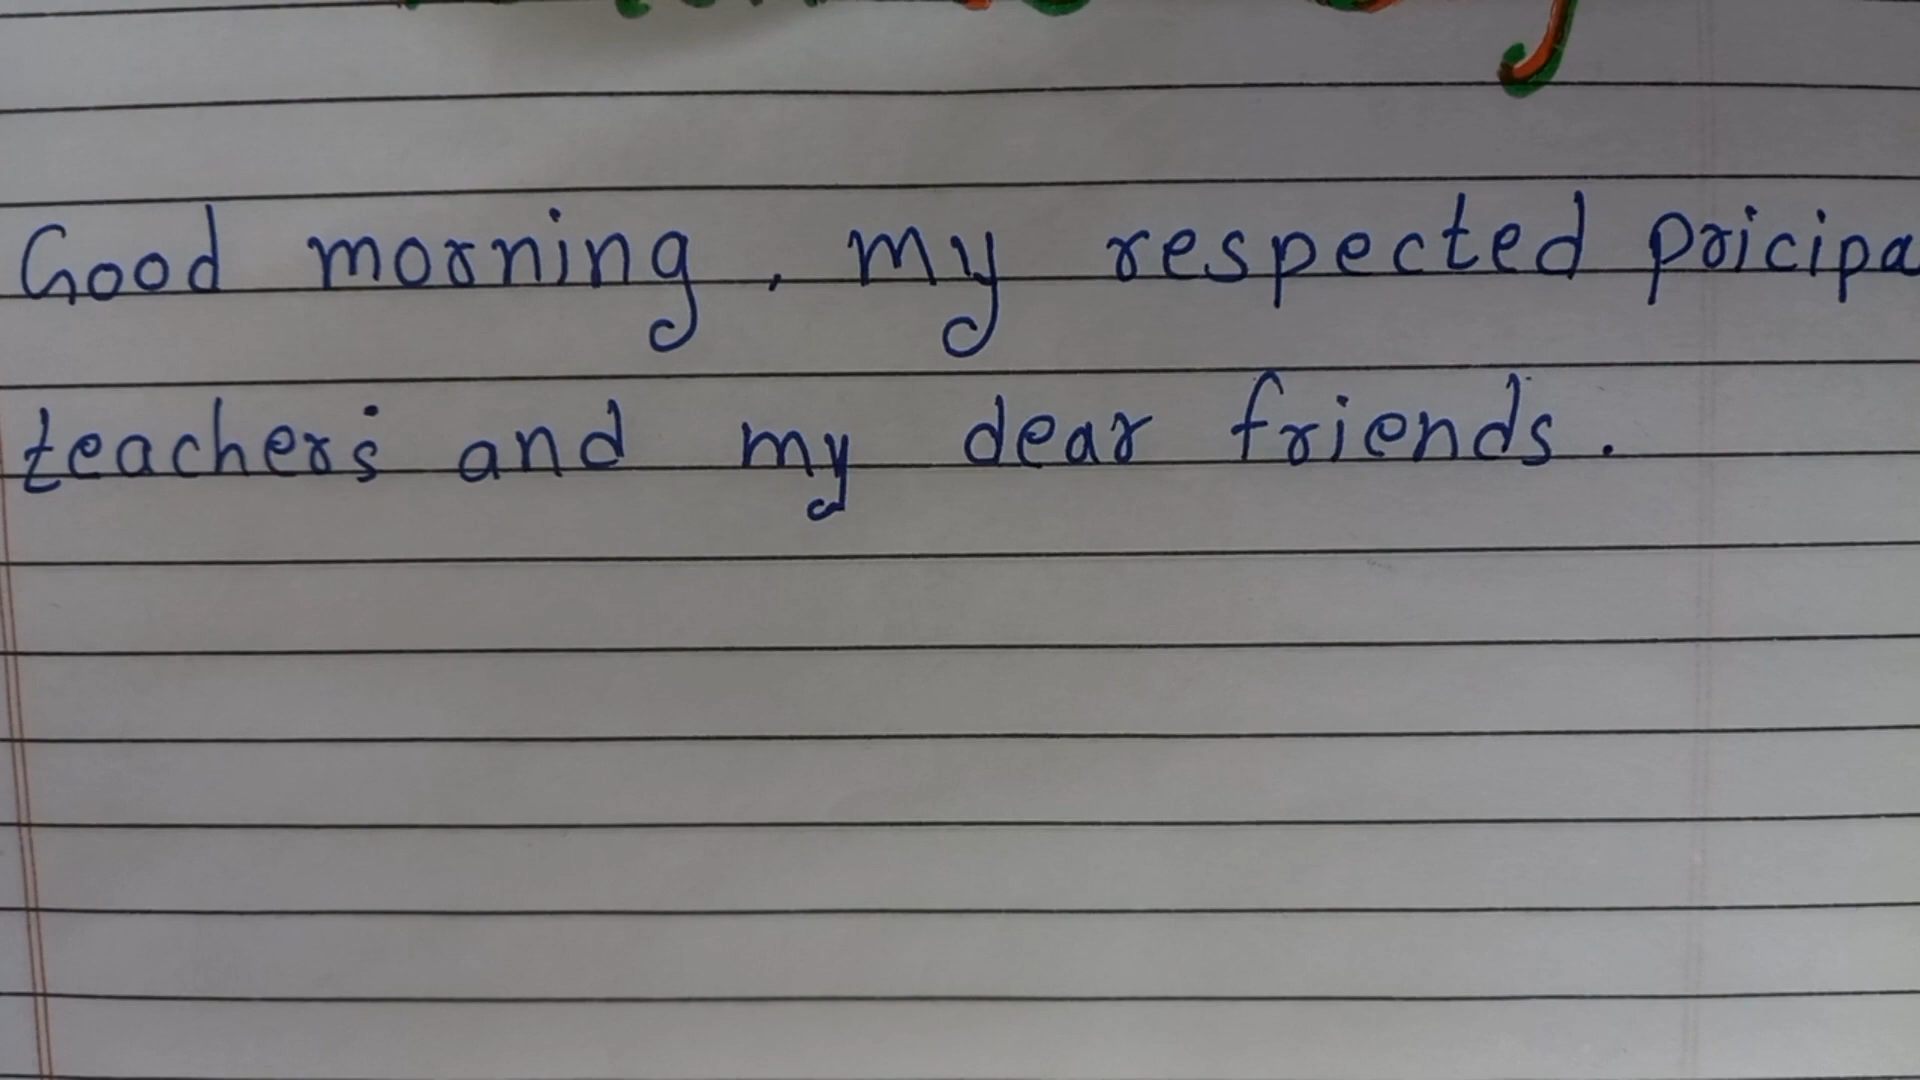 Good morning, my respected pricipa
teachers and my dear friends.